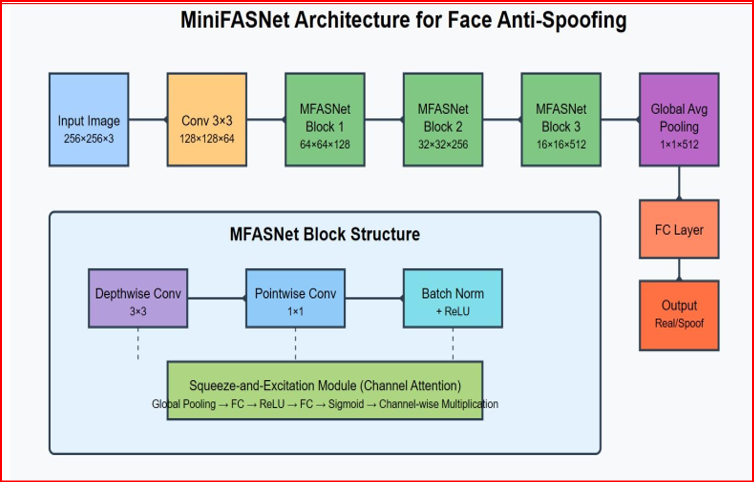 MiniFASNet Architecture for Face Anti-Spoofing
Input Image
256×256×3
Conv 3×3
128×128×64
MFASNet
Block 1
64×64×128
MFASNet
Block 2
32×32×256
MFASNet
Block 3
16×16×512
Global Avg
Pooling
1×1×512
FC Layer
Output
Real/Spoof
MFASNet Block Structure
Depthwise Conv
3×3
Pointwise Conv
1×1
Batch Norm
+ ReLU
Squeeze-and-Excitation Module (Channel Attention)
Global Pooling → FC → ReLU → FC → Sigmoid → Channel-wise Multiplication